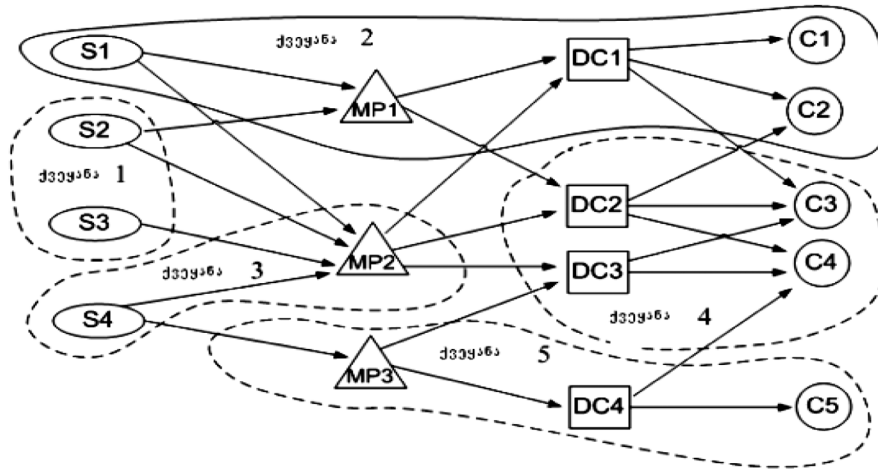 S1
ქვეყანა 2
DC1
C1
MP1
C2
S2
ქვეყანა 1
S3
DC2
C3
MP2
DC3
C4
ქვეყანა 3
S4
ქვეყანა 4
MP3
ქვეყანა 5
DC4
C5